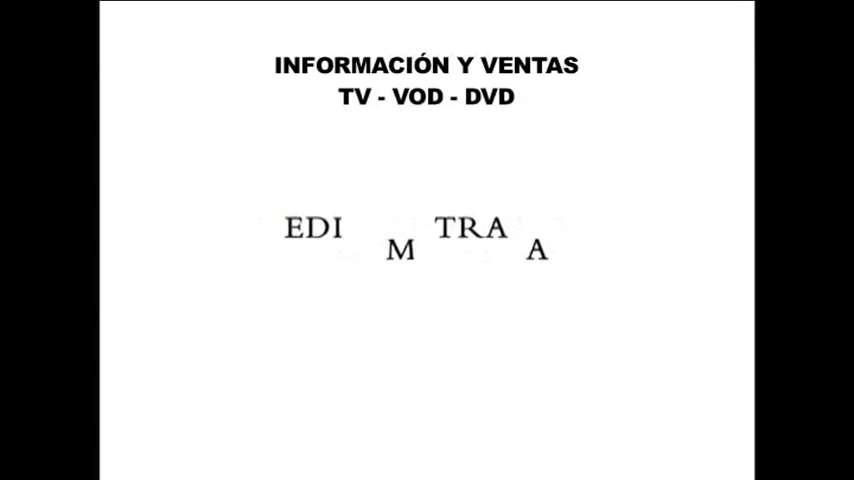 INFORMACIÓN Y VENTAS
TV - VOD - DVD
EDI TRA
M A